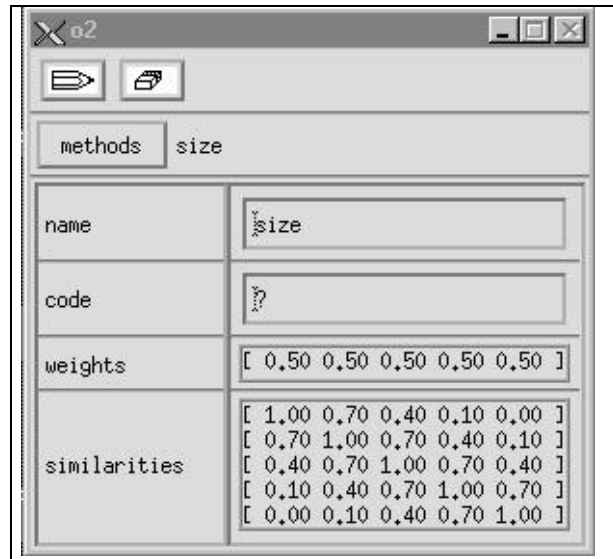 o2
methods size
name size
code ?
weights [ 0.50 0.50 0.50 0.50 0.50 ]
[ 1.00 0.70 0.40 0.10 0.00 ]
[ 0.70 1.00 0.70 0.40 0.10 ]
similarities [ 0.40 0.70 1.00 0.70 0.40 ]
[ 0.10 0.40 0.70 1.00 0.70 ]
[ 0.00 0.10 0.40 0.70 1.00 ]